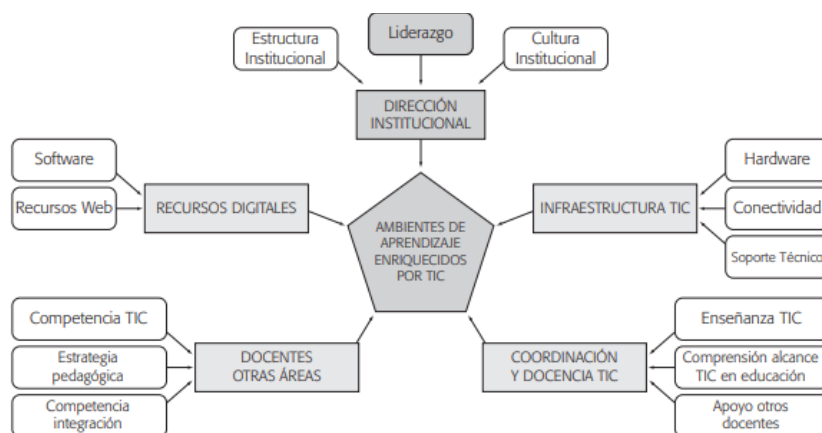 Estructura
Institucional
Liderazgo
Cultura
Institucional
DIRECCIÓN
INSTITUCIONAL
Software
Recursos Web
RECURSOS DIGITALES
AMBIENTES DE
APRENDIZAJE
ENRIQUECIDOS
POR TIC
INFRAESTRUCTURA TIC
Hardware
Conectividad
Soporte Técnico
Competencia TIC
Estrategia
pedagógica
Competencia
integración
DOCENTES
OTRAS ÁREAS
COORDINACIÓN
Y DOCENCIA TIC
Enseñanza TIC
Comprensión alcance
TIC en educación
Apoyo otros
docentes